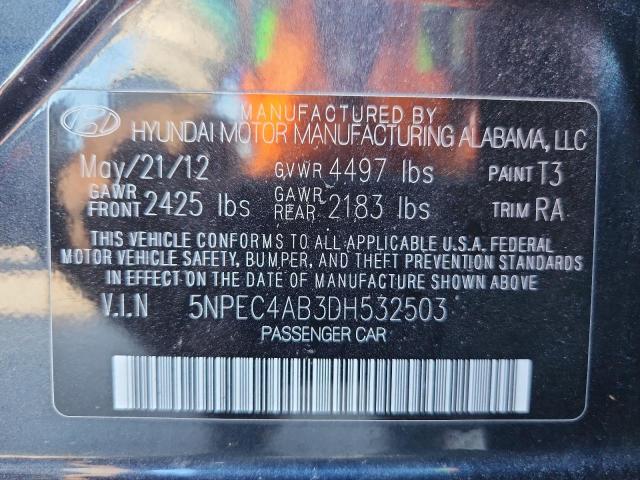 MANUFACTURED BY
HYUNDAI MOTOR MANUFACTURING ALABAMA, LLC
May/21/12 GVWR 4497 lbs PAINT T3
GAWR FRONT 2425 lbs GAWR REAR 2183 lbs TRIM RA
THIS VEHICLE CONFORMS TO ALL APPLICABLE U.S.A. FEDERAL
MOTOR VEHICLE SAFETY, BUMPER, AND THEFT PREVENTION STANDARDS
IN EFFECT ON THE DATE OF MANUFACTURE SHOWN ABOVE
V.I.N 5NPEC4AB3DH532503
PASSENGER CAR